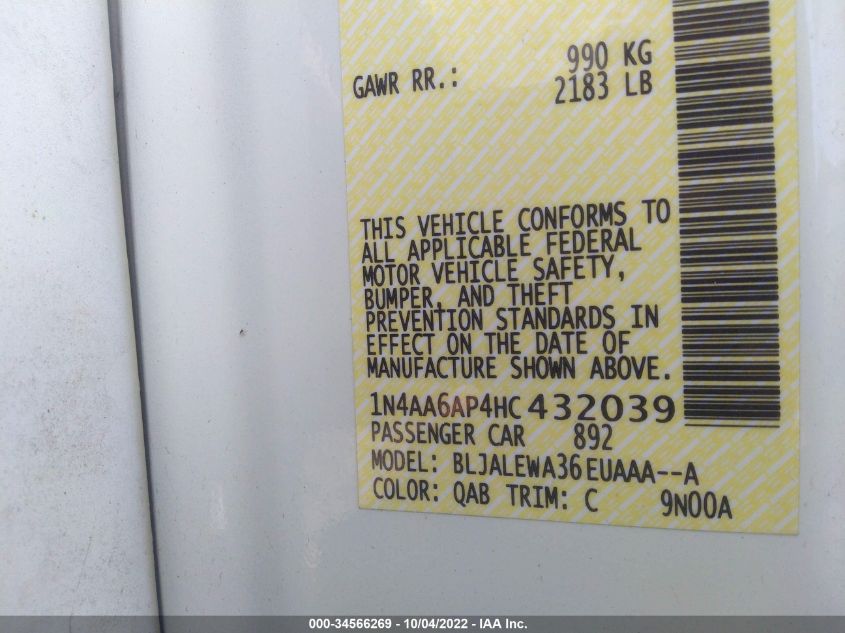 990 KG
GAWR RR.: 2183 LB
THIS VEHICLE CONFORMS TO
ALL APPLICABLE FEDERAL
MOTOR VEHICLE SAFETY,
BUMPER, AND THEFT
PREVENTION STANDARDS IN
EFFECT ON THE DATE OF
MANUFACTURE SHOWN ABOVE.
1N4AA6AP4HC432039
PASSENGER CAR 892
MODEL: BLJALEWA36EUAAA--A
COLOR: QAB TRIM: C 9N00A
000-34566269 - 10/04/2022 - IAA Inc.